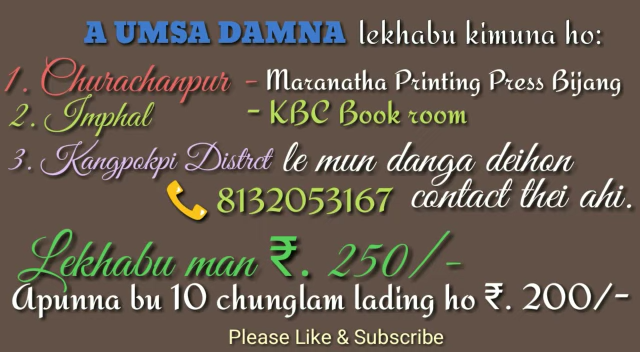 A UMSA DAMNA lekhabu kimuna ho:
1. Churachanpur - Maranatha Printing Press Bijang
2. Imphal - KBC Book room
3. Kangpokpi Distrct le mun danga deihon
8132053167 contact thei ahi.
Lekhabu man ₹. 250/-
Apunna bu 10 chunglam lading ho ₹. 200/-
Please Like & Subscribe